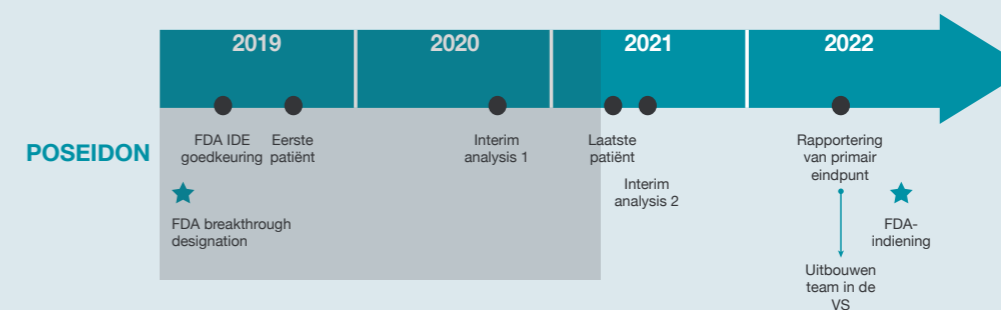 2019
2020
2021
2022
POSEIDON
FDA IDE
goedkeuring
Eerste
patiënt
Interim
analysis 1
Laatste
patiënt
Interim
analysis 2
Rapportering
van primair
eindpunt
FDA breakthrough
designation
FDA-
indiening
Uitbouwen
team in de
VS